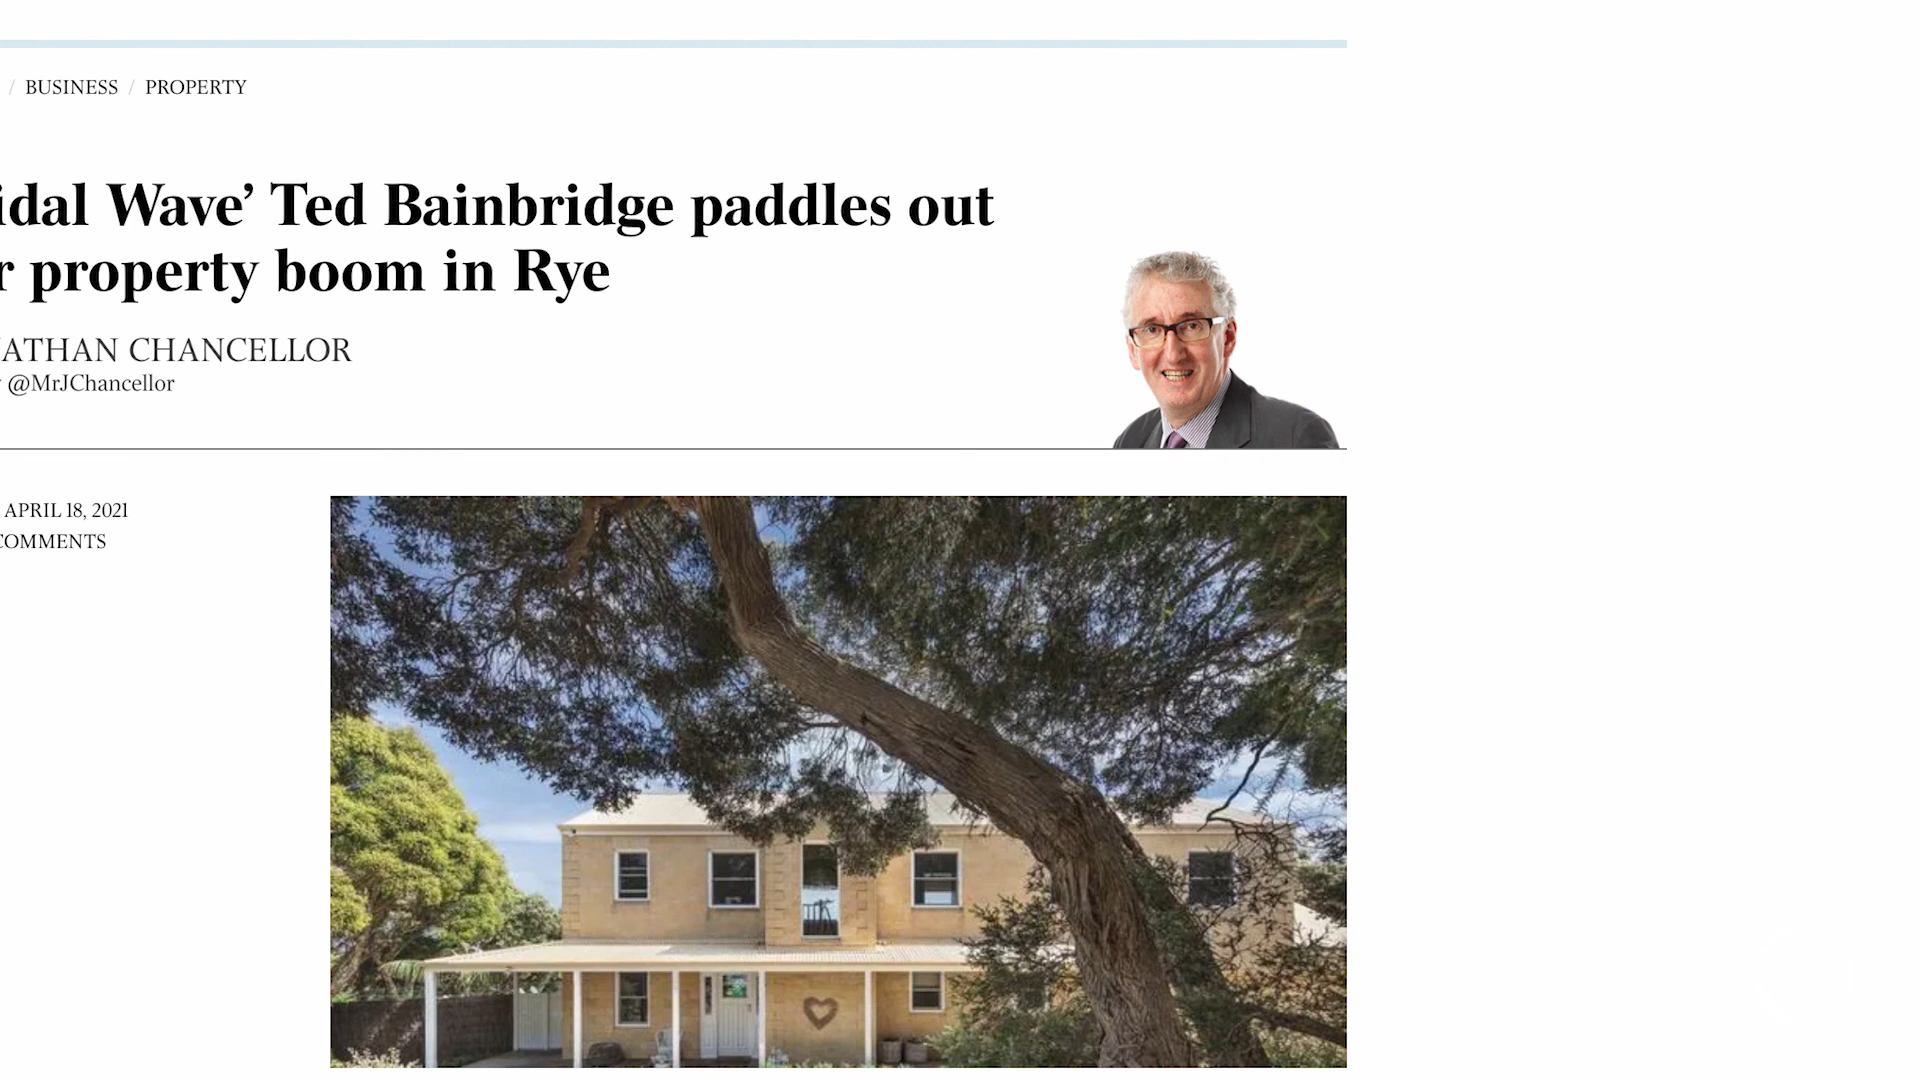 / BUSINESS / PROPERTY
idal Wave’ Ted Bainbridge paddles out
r property boom in Rye
ATHAN CHANCELLOR
@MrJChancellor
APRIL 18, 2021
COMMENTS